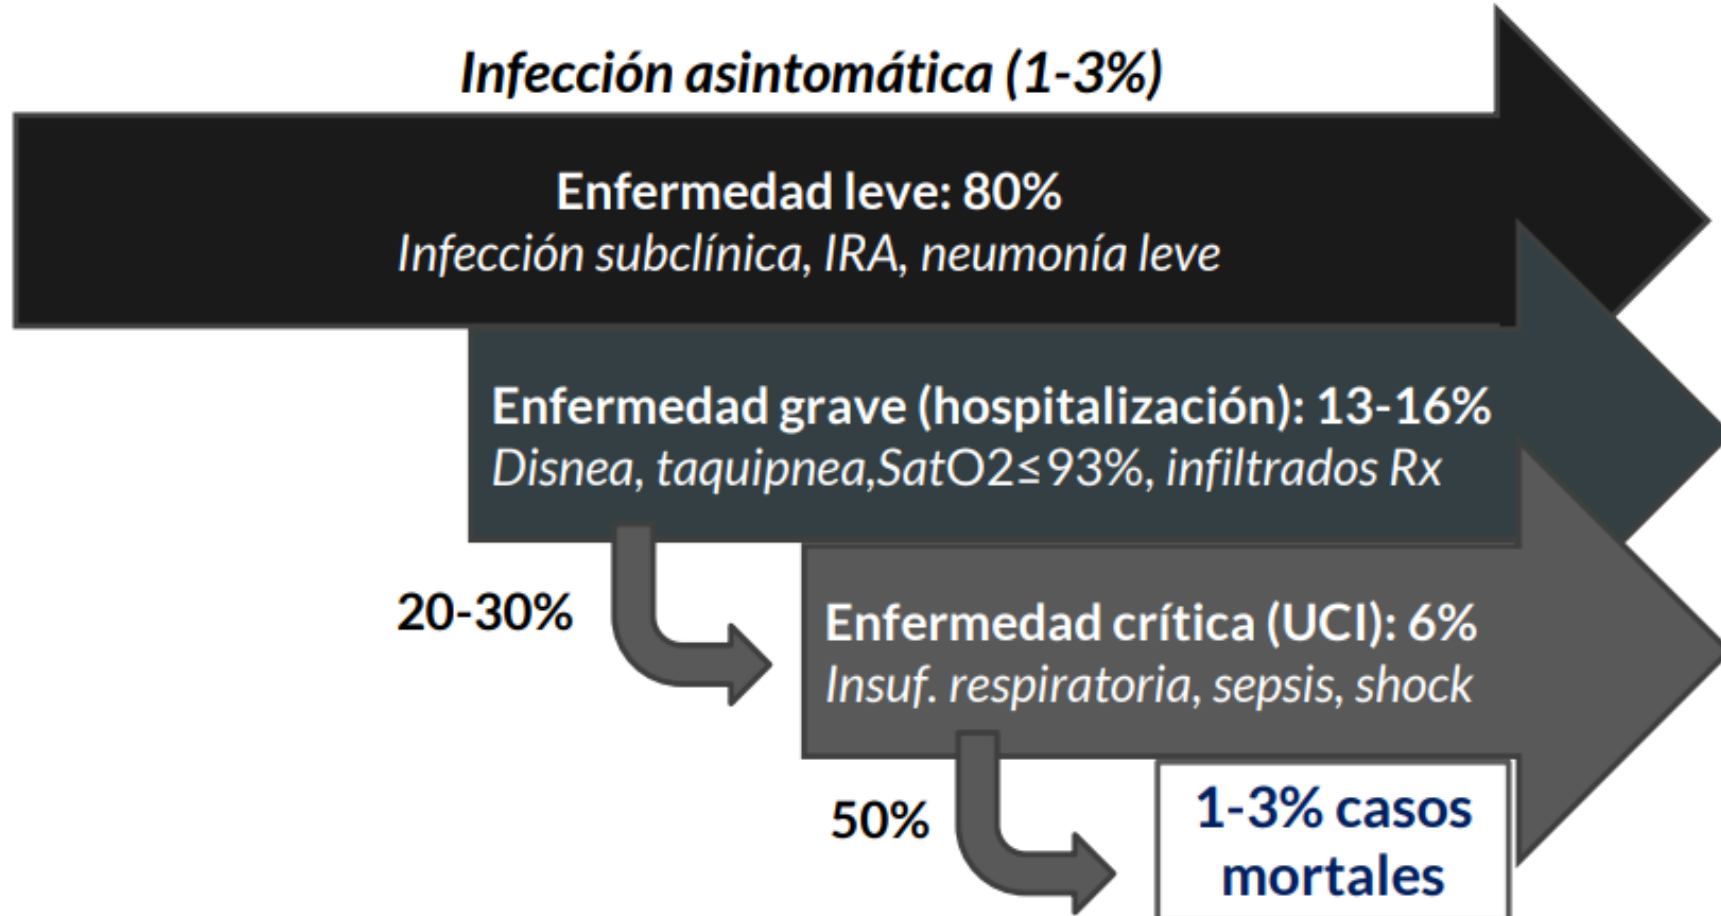 Infección asintomática (1-3%)
Enfermedad leve: 80%
Infección subclínica, IRA, neumonía leve
Enfermedad grave (hospitalización): 13-16%
Disnea, taquipnea,SatO2≤93%, infiltrados Rx
20-30%
Enfermedad crítica (UCI): 6%
Insuf. respiratoria, sepsis, shock
50%
1-3% casos
mortales